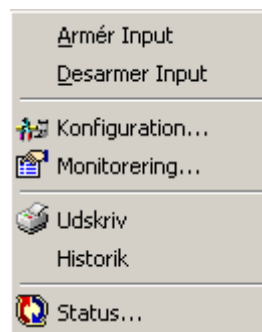 Armér Input
Desarmer Input
Konfiguration...
Monitorering...
Udskriv
Historik
Status...